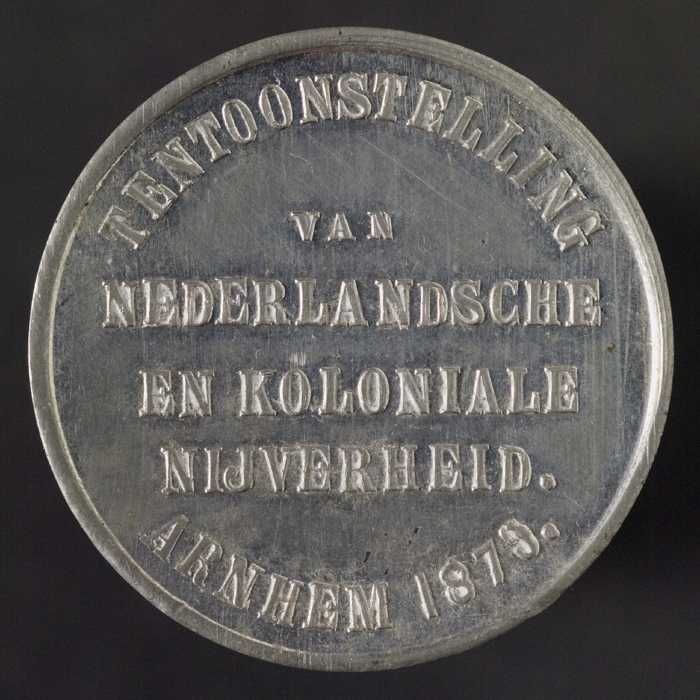 TENTOONSTELLING
VAN
NEDERLANDSCHE
EN KOLONIALE
NIJVERHEID.
ARNHEM 1879.